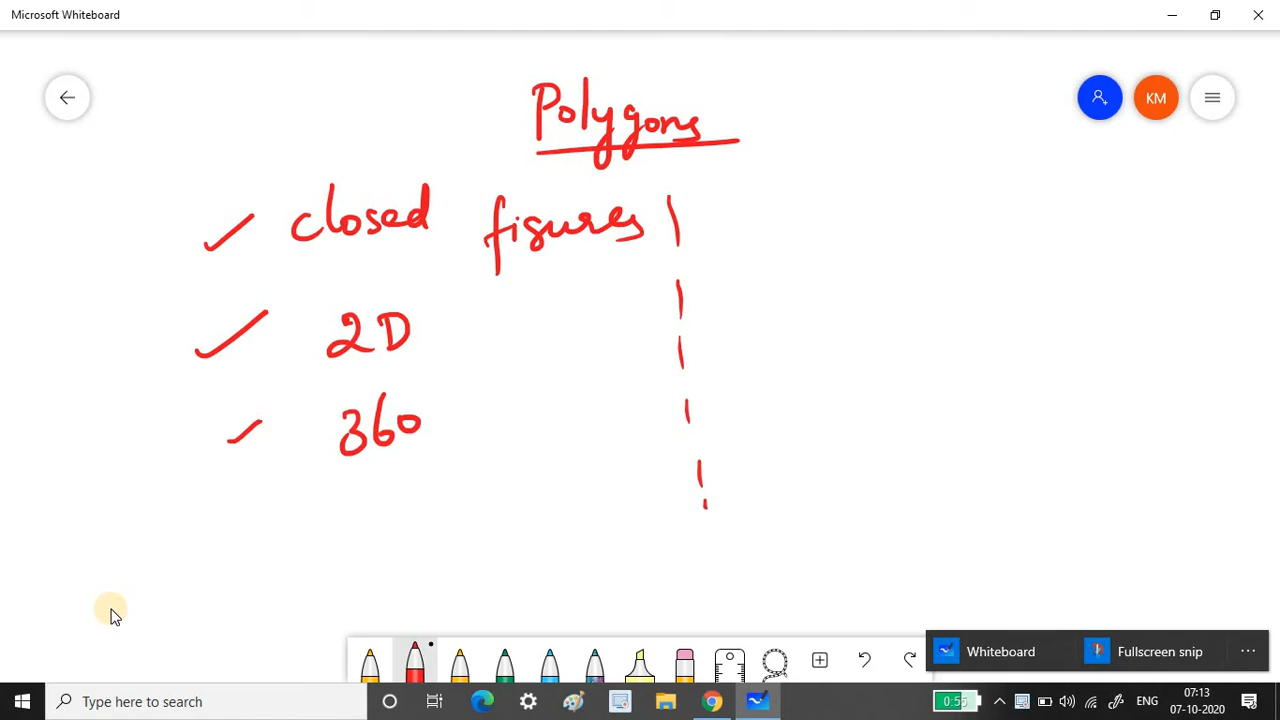 Microsoft Whiteboard
KM
Polygons
closed figures
2D
360
Whiteboard
Fullscreen snip
Type here to search
ENG
07:13
07-10-2020